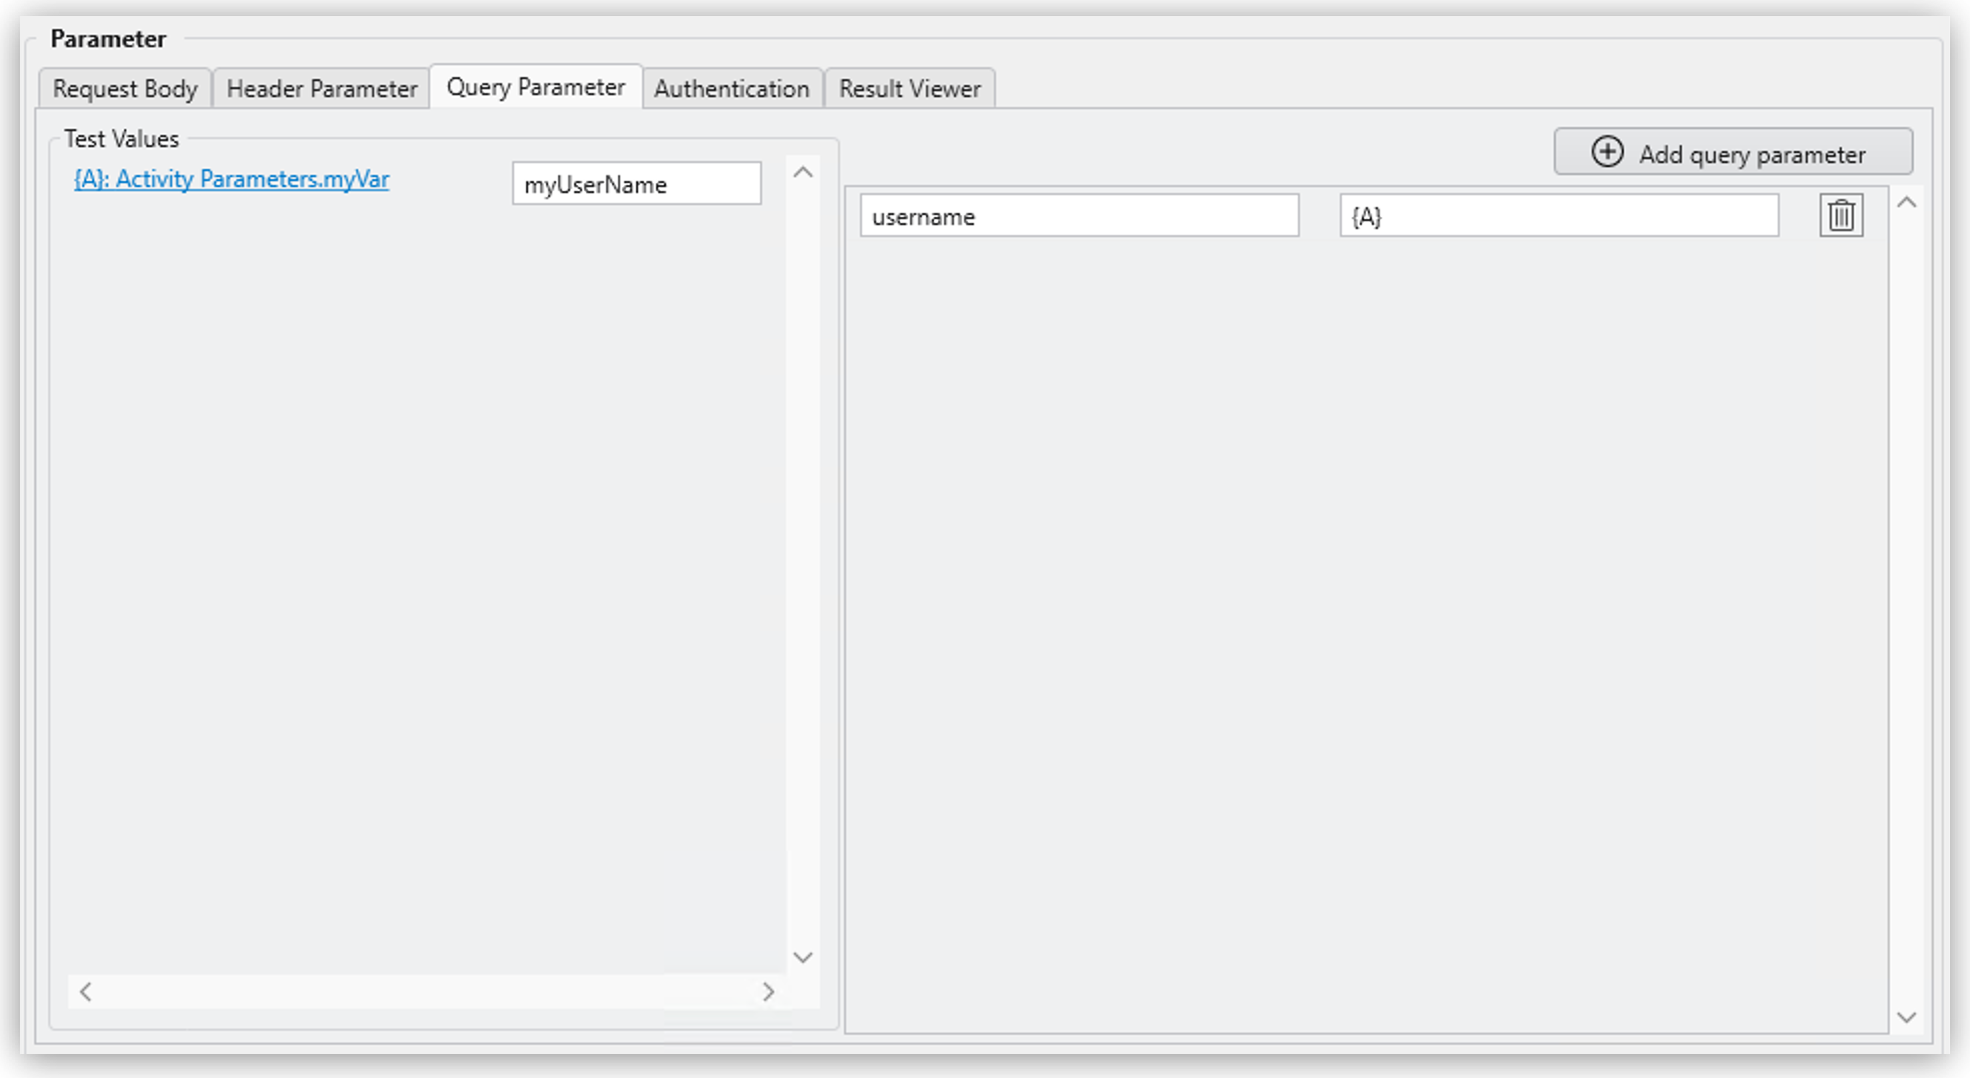 Parameter
Request Body
Header Parameter
Query Parameter
Authentication
Result Viewer
Test Values
{A}: Activity Parameters.myVar
myUserName
Add query parameter
username
{A}